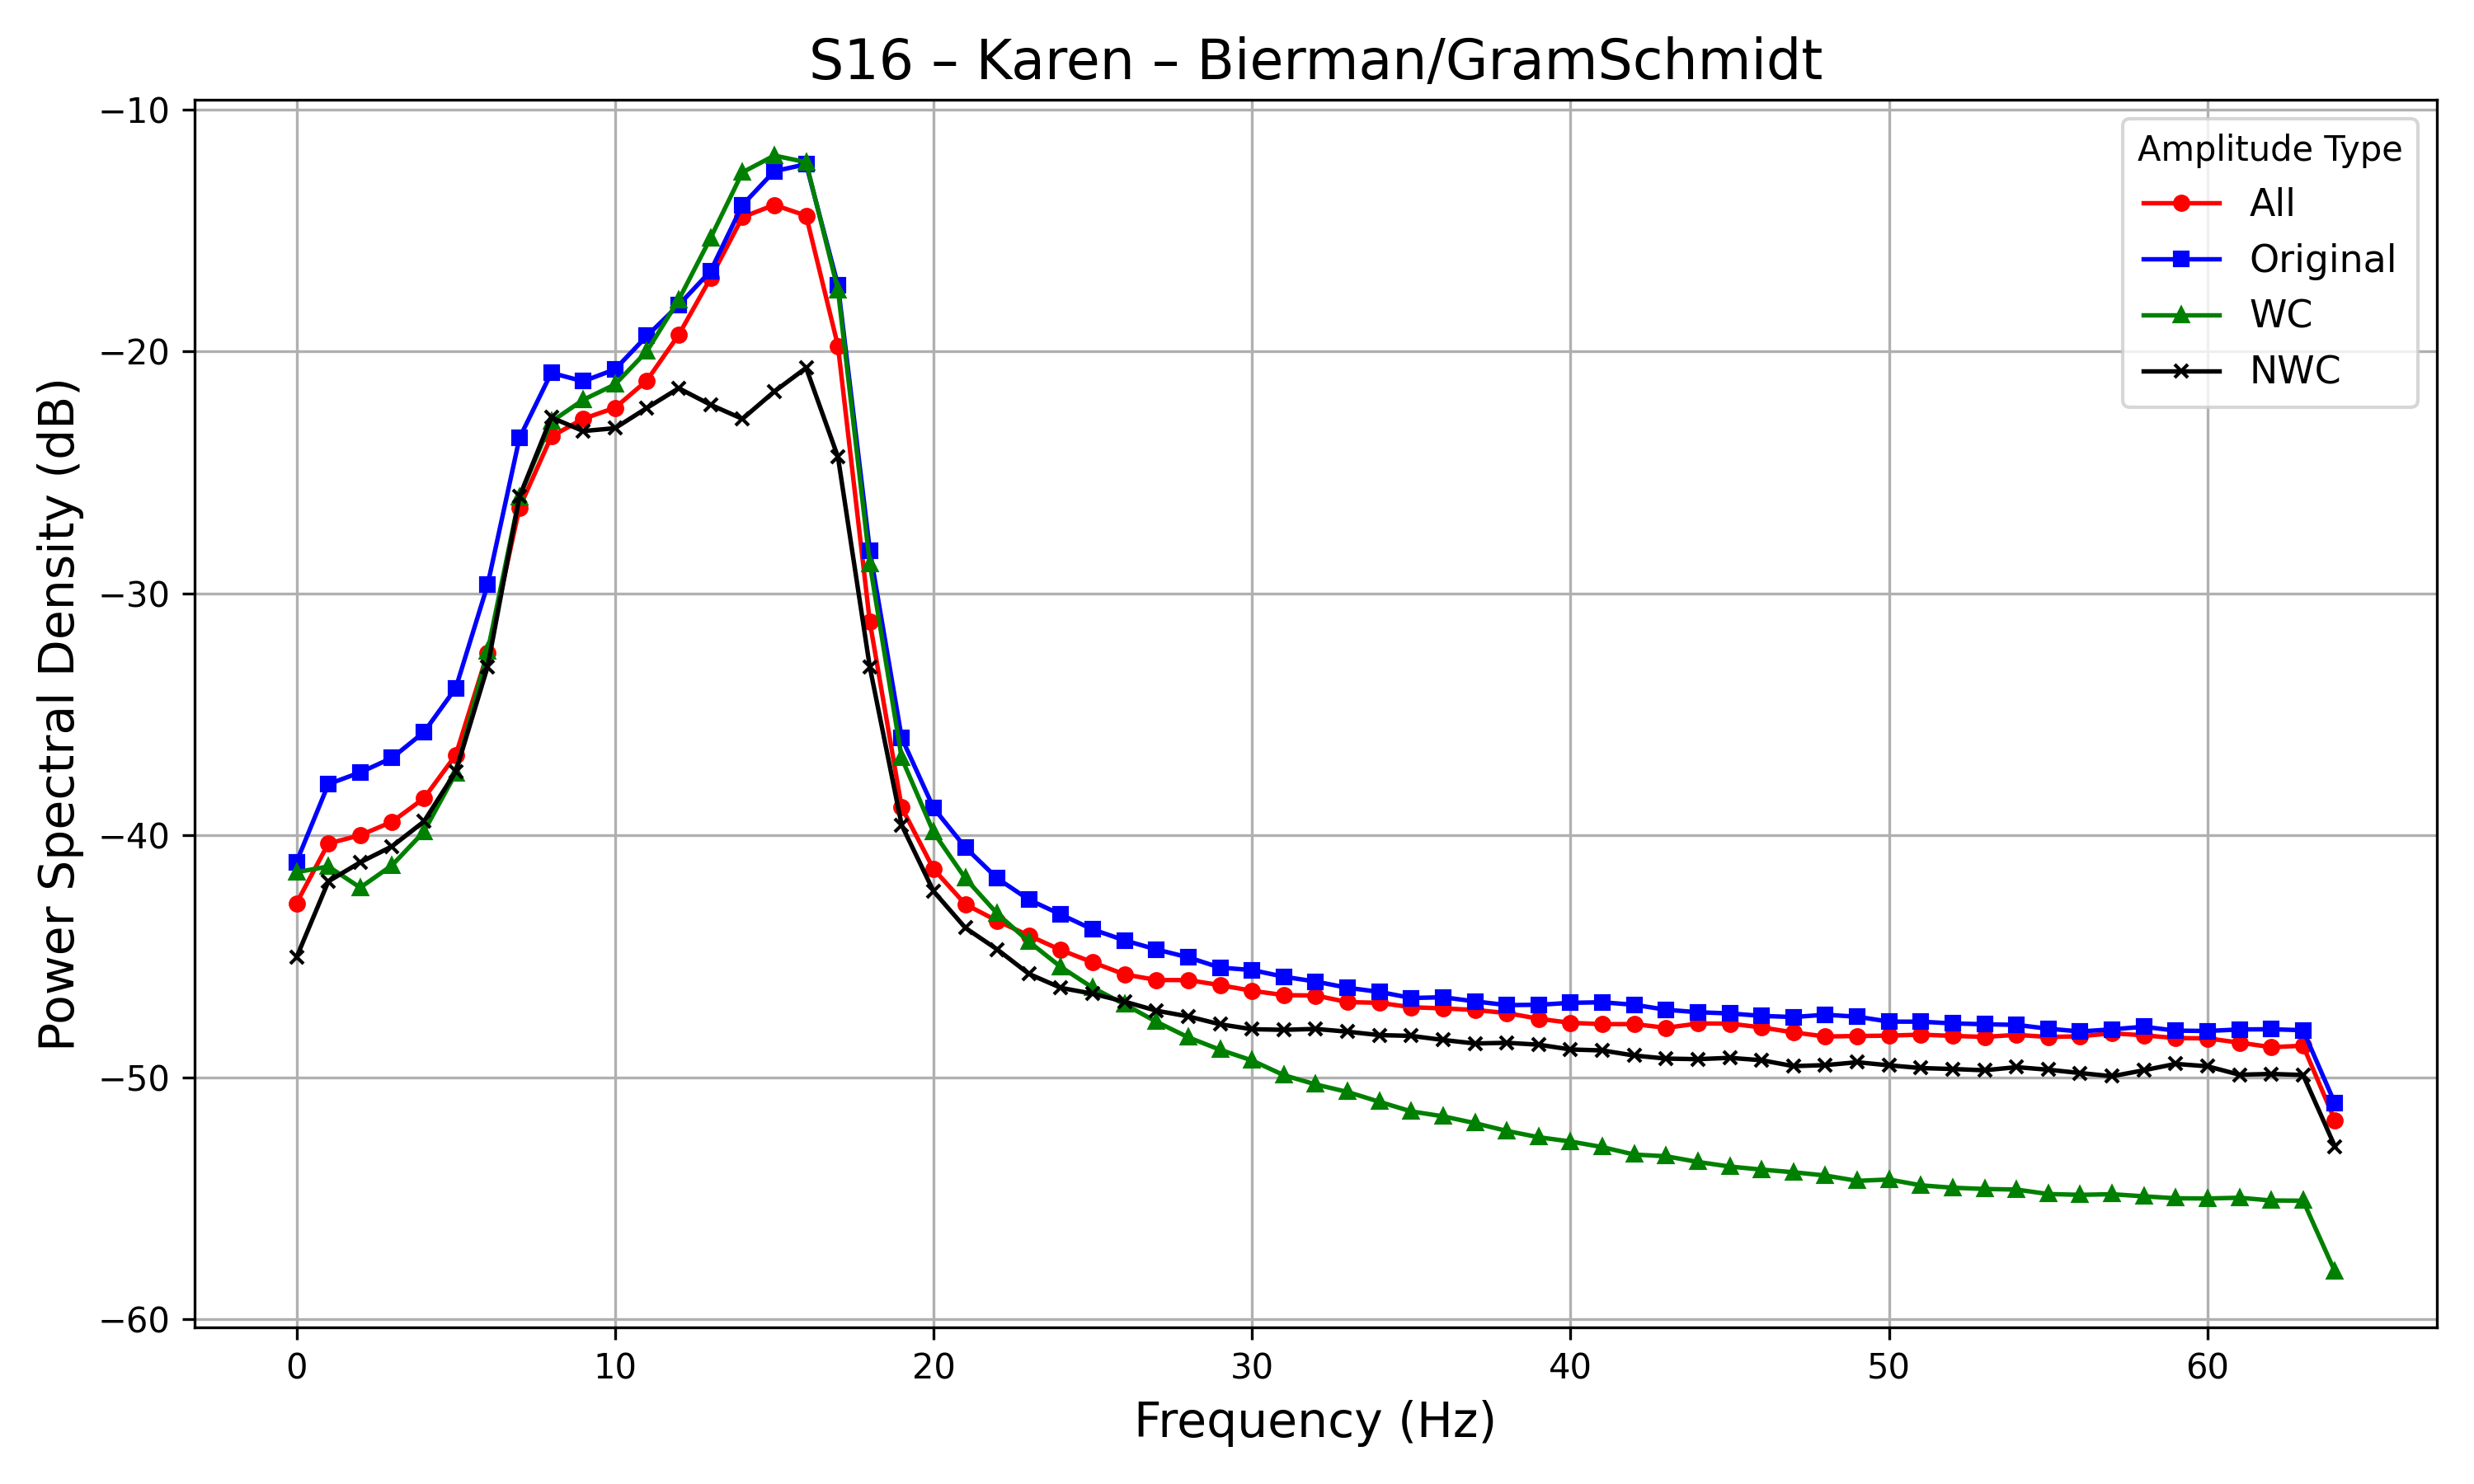 S16 – Karen – Bierman/GramSchmidt
Power Spectral Density (dB)
−10
−20
−30
−40
−50
−60
Amplitude Type
All
Original
WC
NWC
0 10 20 30 40 50 60
Frequency (Hz)